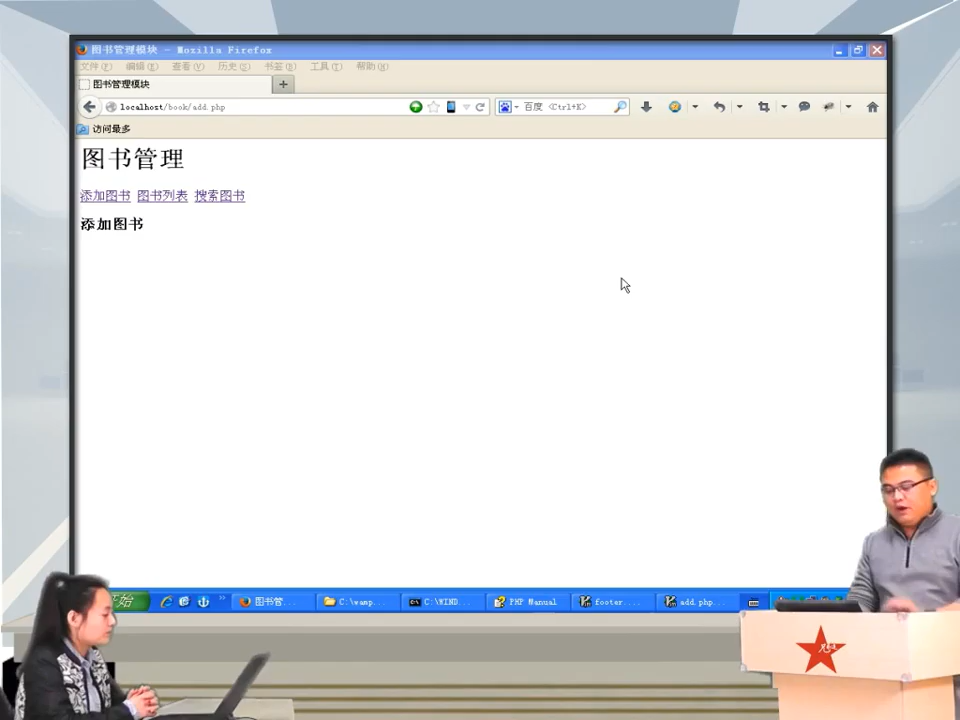 图书管理模块 - Mozilla Firefox
文件(F) 编辑(E) 查看(V) 历史(S) 书签(B) 工具(T) 帮助(H)
图书管理模块
localhost/book/add.php
百度 <Ctrl+K>
访问最多
图书管理
添加图书 图书列表 搜索图书
添加图书
图书管... C:\wamp... C:\WIND... PHP Manual footer.... add.php...